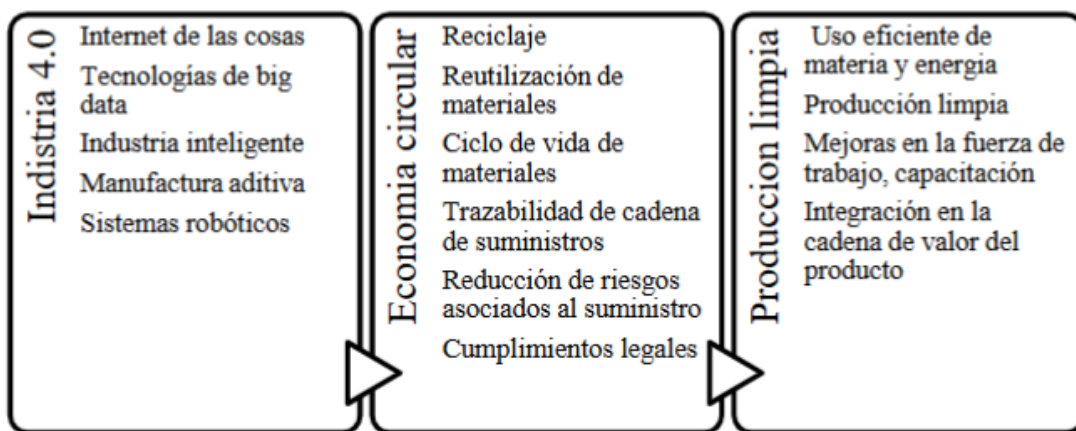 Indistria 4.0
Internet de las cosas
Tecnologías de big
data
Industria inteligente
Manufactura aditiva
Sistemas robóticos
Economia circular
Reciclaje
Reutilización de
materiales
Ciclo de vida de
materiales
Trazabilidad de cadena
de suministros
Reducción de riesgos
asociados al suministro
Cumplimientos legales
Produccion limpia
Uso eficiente de
materia y energia
Producción limpia
Mejoras en la fuerza de
trabajo, capacitación
Integración en la
cadena de valor del
producto